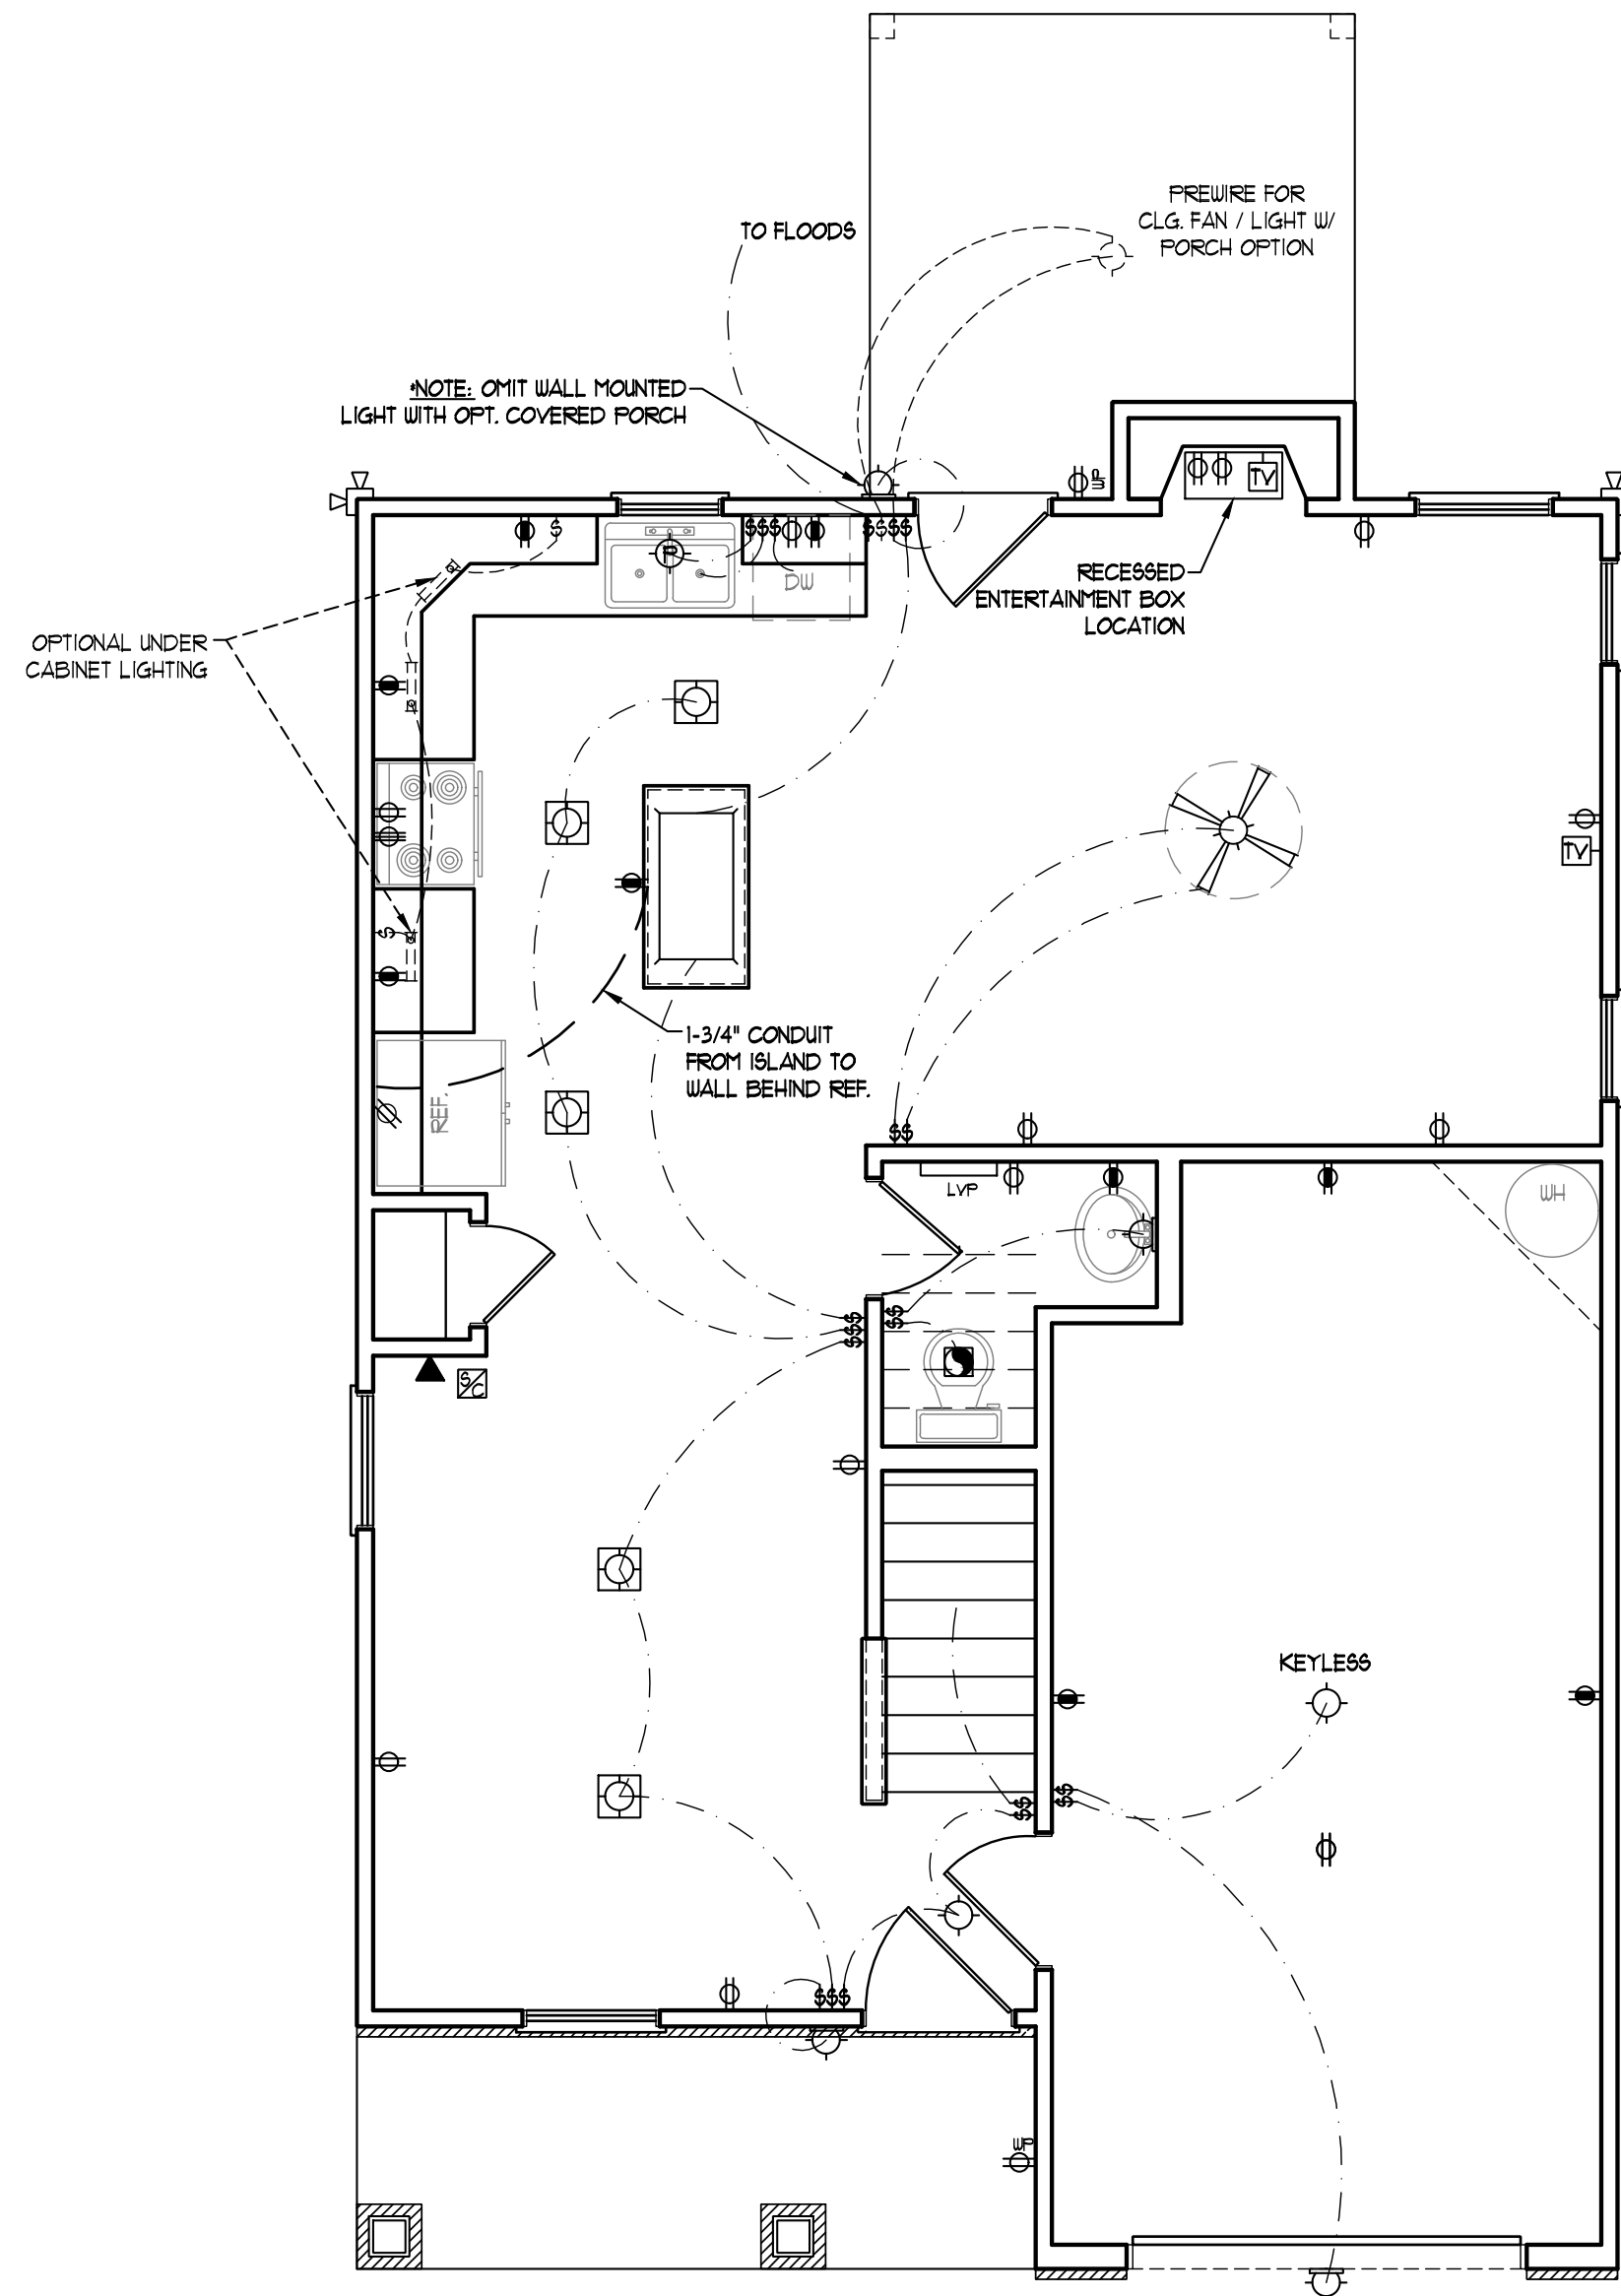 PREWIRE FOR
CLG. FAN / LIGHT W/
PORCH OPTION
TO FLOODS
*NOTE: OMIT WALL MOUNTED
LIGHT WITH OPT. COVERED PORCH
WP
TV
$
$$$
$$$$
P
DW
RECESSED
ENTERTAINMENT BOX
LOCATION
OPTIONAL UNDER
CABINET LIGHTING
TV
$
1-3/4" CONDUIT
FROM ISLAND TO
WALL BEHIND REF.
REF.
$$
LVP
WH
$$$
$$
S/C
KEYLESS
$$
$$
$$$
WP